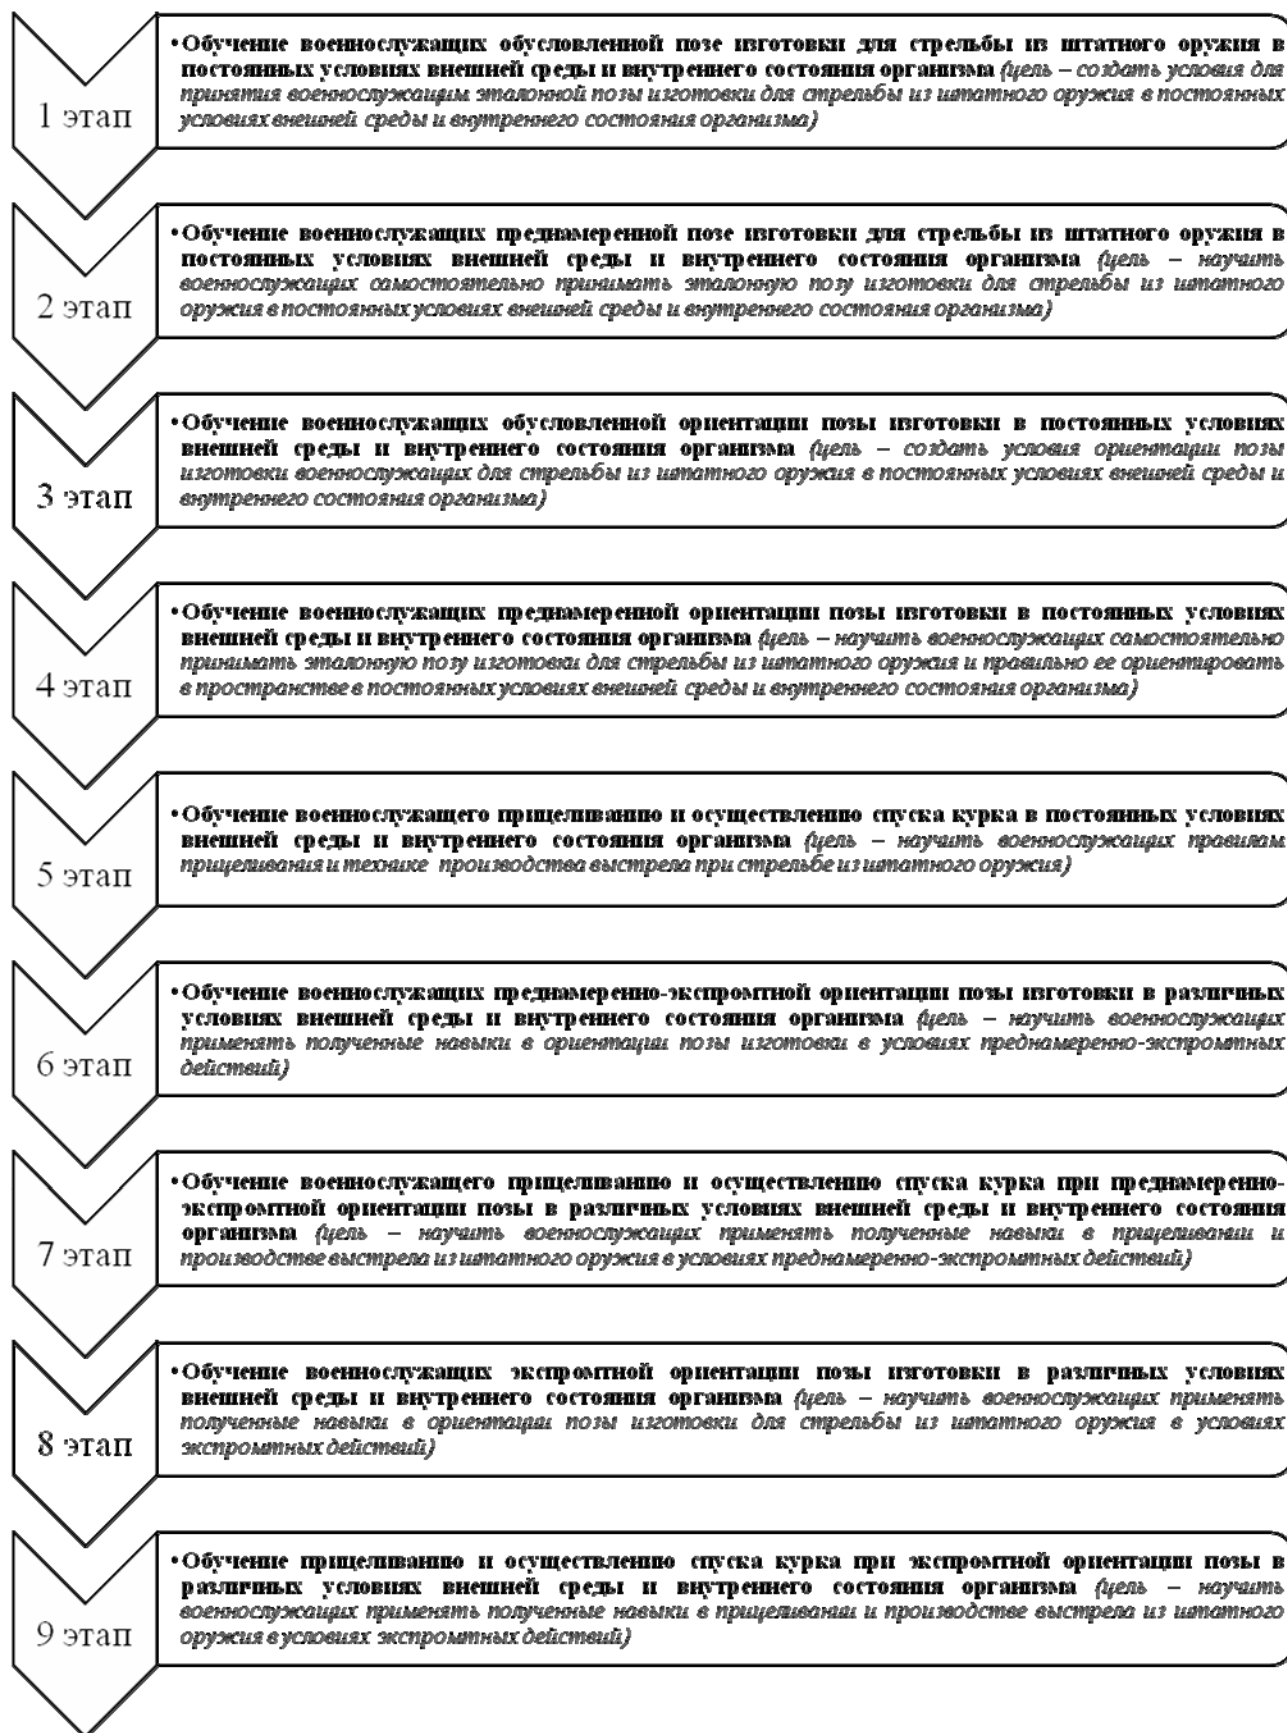 •Обучение военнослужащих обусловленной позе изготовки для стрельбы из штатного оружия в
постоянных условиях внешней среды и внутреннего состояния организма (цель – создать условия для
принятия военнослужащим эталонной позы изготовки для стрельбы из штатного оружия в постоянных
условиях внешней среды и внутреннего состояния организма)
1 этап
•Обучение военнослужащих преднамеренной позе изготовки для стрельбы из штатного оружия в
постоянных условиях внешней среды и внутреннего состояния организма (цель – научить
военнослужащих самостоятельно принимать эталонную позу изготовки для стрельбы из штатного
оружия в постоянных условиях внешней среды и внутреннего состояния организма)
2 этап
•Обучение военнослужащих обусловленной ориентации позы изготовки в постоянных условиях
внешней среды и внутреннего состояния организма (цель – создать условия ориентации позы
изготовки военнослужащих для стрельбы из штатного оружия в постоянных условиях внешней среды и
внутреннего состояния организма)
3 этап
•Обучение военнослужащих преднамеренной ориентации позы изготовки в постоянных условиях
внешней среды и внутреннего состояния организма (цель – научить военнослужащих самостоятельно
принимать эталонную позу изготовки для стрельбы из штатного оружия и правильно ее ориентировать
в пространстве в постоянных условиях внешней среды и внутреннего состояния организма)
4 этап
•Обучение военнослужащего прицеливанию и осуществлению спуска курка в постоянных условиях
внешней среды и внутреннего состояния организма (цель – научить военнослужащих правилам
прицеливания и технике производства выстрела при стрельбе из штатного оружия)
5 этап
•Обучение военнослужащих преднамеренно-экспромтной ориентации позы изготовки в различных
условиях внешней среды и внутреннего состояния организма (цель – научить военнослужащих
применять полученные навыки в ориентации позы изготовки в условиях преднамеренно-экспромтных
действий)
6 этап
•Обучение военнослужащего прицеливанию и осуществлению спуска курка при преднамеренно-
экспромтной ориентации позы в различных условиях внешней среды и внутреннего состояния
организма (цель – научить военнослужащих применять полученные навыки в прицеливании и
производстве выстрела из штатного оружия в условиях преднамеренно-экспромтных действий)
7 этап
•Обучение военнослужащих экспромтной ориентации позы изготовки в различных условиях
внешней среды и внутреннего состояния организма (цель – научить военнослужащих применять
полученные навыки в ориентации позы изготовки для стрельбы из штатного оружия в условиях
экспромтных действий)
8 этап
•Обучение прицеливанию и осуществлению спуска курка при экспромтной ориентации позы в
различных условиях внешней среды и внутреннего состояния организма (цель – научить
военнослужащих применять полученные навыки в прицеливании и производстве выстрела из штатного
оружия в условиях экспромтных действий)
9 этап